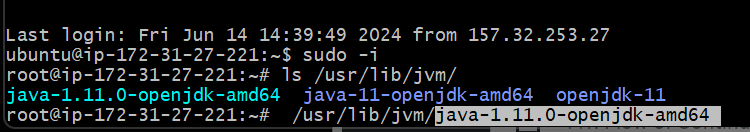 Last login: Fri Jun 14 14:39:49 2024 from 157.32.253.27
ubuntu@ip-172-31-27-221:~$ sudo -i
root@ip-172-31-27-221:~# ls /usr/lib/jvm/
java-1.11.0-openjdk-amd64  java-11-openjdk-amd64  openjdk-11
root@ip-172-31-27-221:~#  /usr/lib/jvm/java-1.11.0-openjdk-amd64